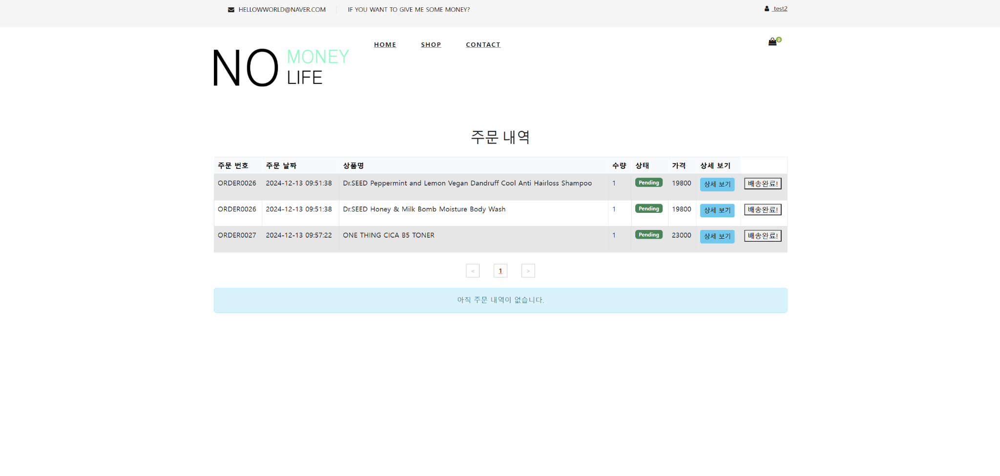 HELLOWWORLD@NAVER.COM IF YOU WANT TO GIVE ME SOME MONEY? test2
HOME SHOP CONTACT 0
NO MONEY
LIFE
주문 내역
주문 번호 주문 날짜 상품명 수량 상태 가격 상세 보기
ORDER0026 2024-12-13 09:51:38 Dr.SEED Peppermint and Lemon Vegan Dandruff Cool Anti Hairloss Shampoo 1 Pending 19800 상세 보기 배송완료!
ORDER0026 2024-12-13 09:51:38 Dr.SEED Honey & Milk Bomb Moisture Body Wash 1 Pending 19800 상세 보기 배송완료!
ORDER0027 2024-12-13 09:57:22 ONE THING CICA B5 TONER 1 Pending 23000 상세 보기 배송완료!
< 1 >
아직 주문 내역이 없습니다.